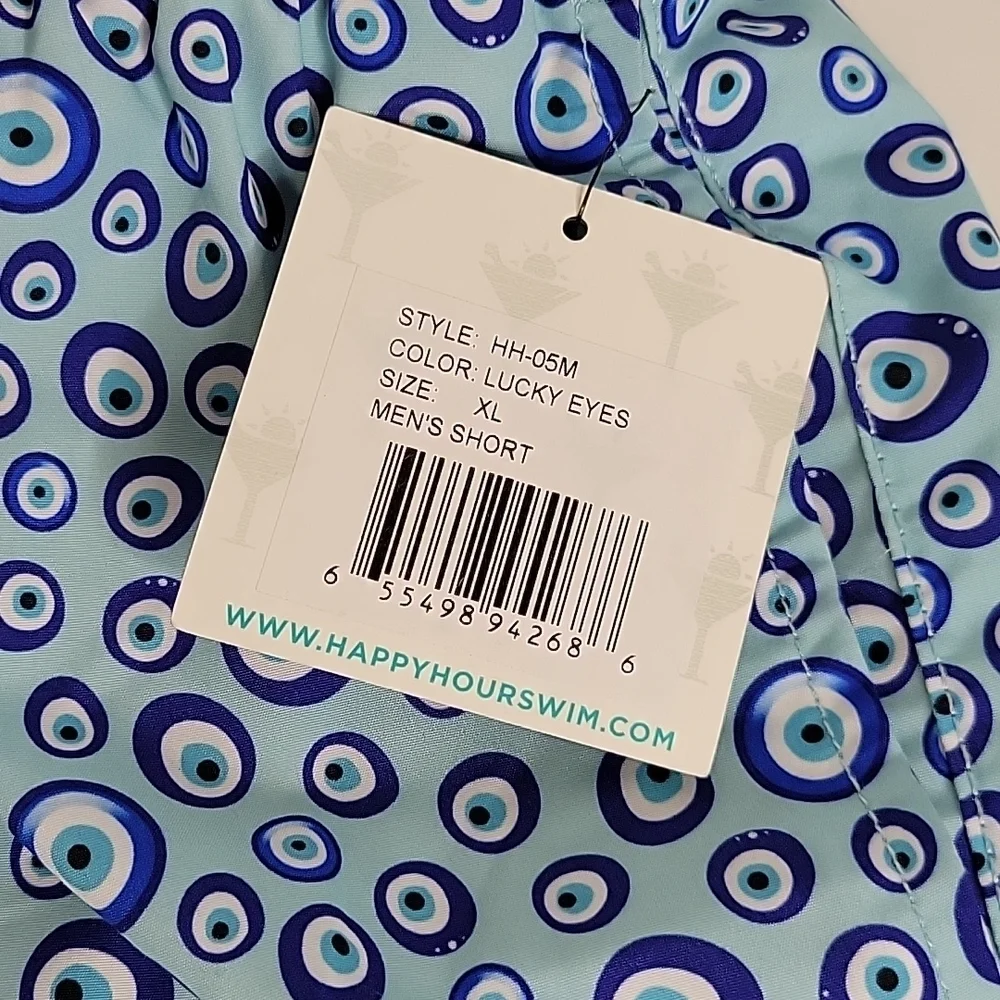 STYLE: HH-05M
COLOR: LUCKY EYES
SIZE: XL
MEN'S SHORT
6 55498 94268 6
WWW.HAPPYHOURSWIM.COM